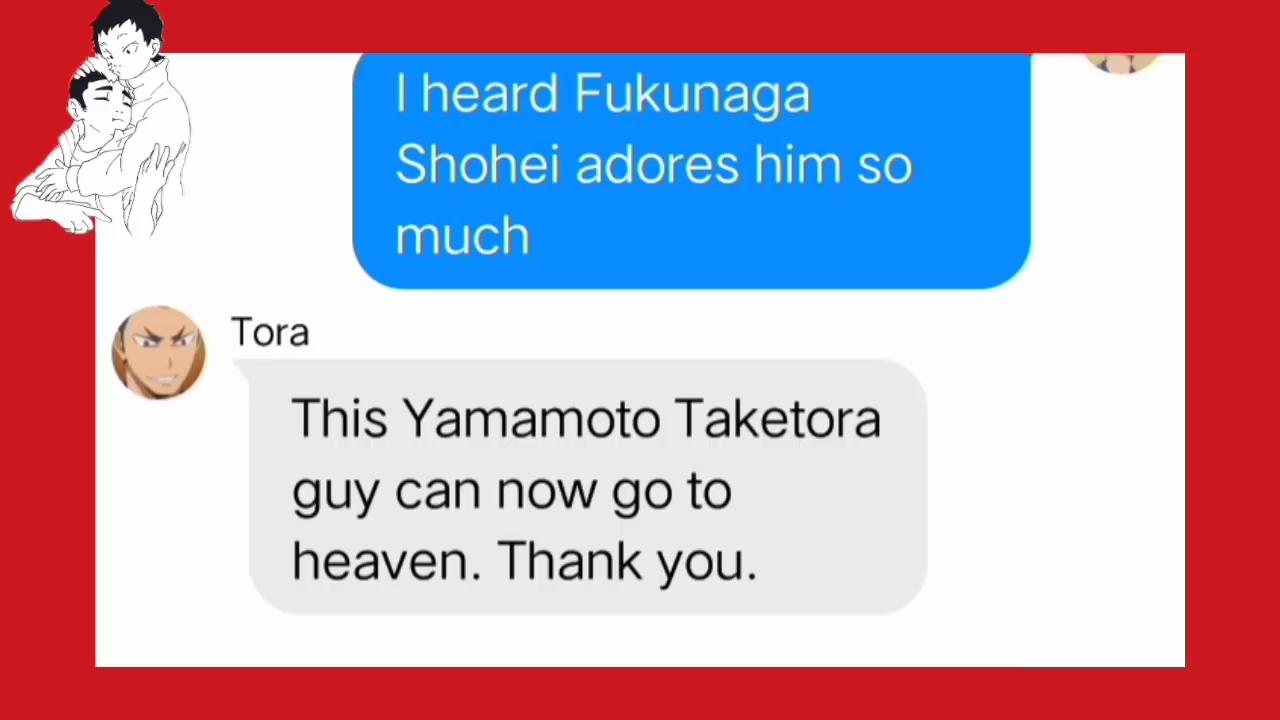 I heard Fukunaga
Shohei adores him so
much
Tora
This Yamamoto Taketora
guy can now go to
heaven. Thank you.